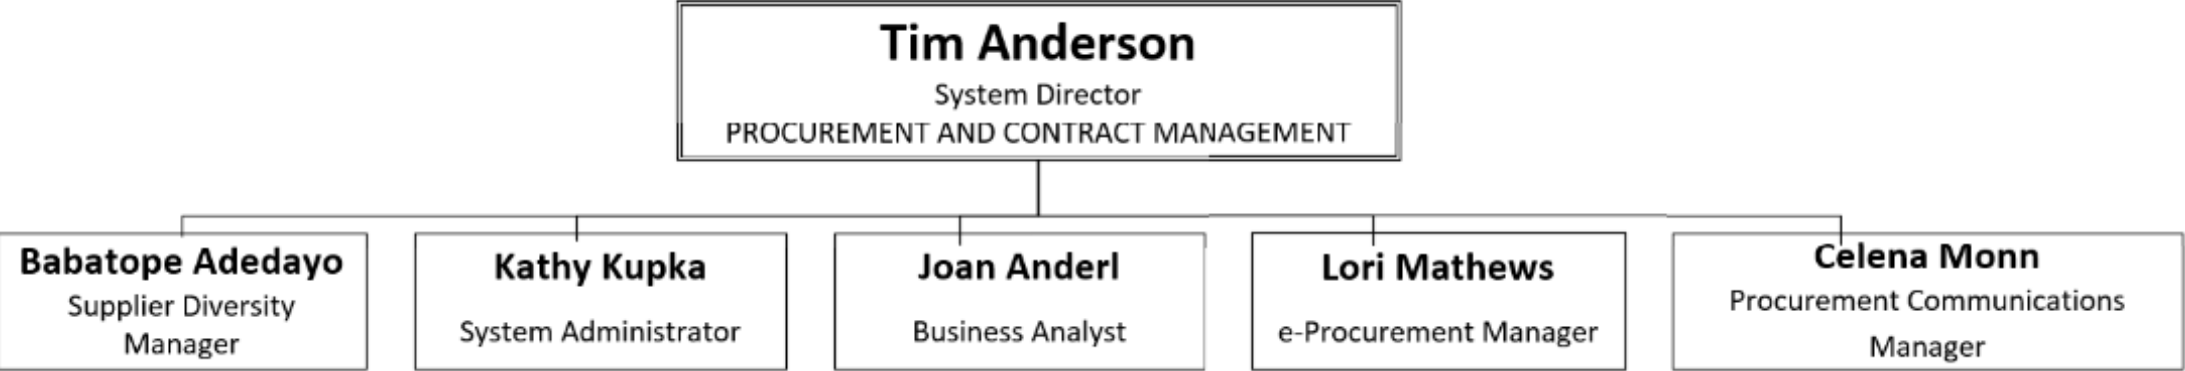 Tim Anderson
System Director
PROCUREMENT AND CONTRACT MANAGEMENT
Babatope Adedayo
Supplier Diversity
Manager
Kathy Kupka
System Administrator
Joan Anderl
Business Analyst
Lori Mathews
e-Procurement Manager
Celena Monn
Procurement Communications
Manager